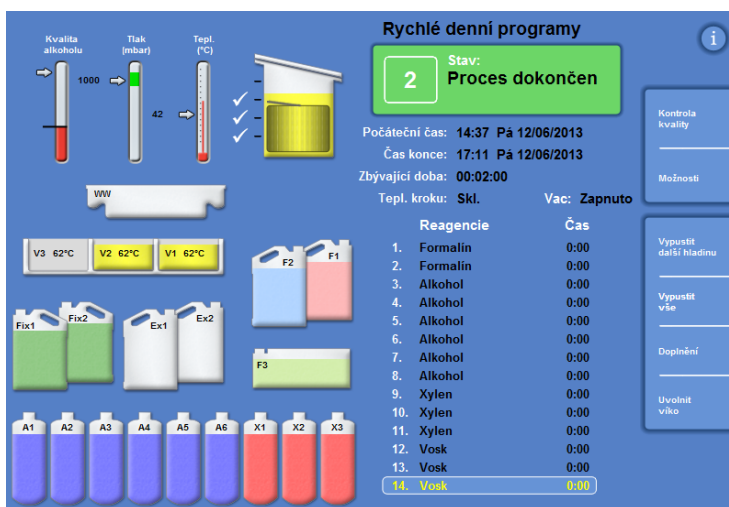 Rychlé denní programy
i
Kvalita
alkoholu
Tlak
(mbar)
Tepl.
(°C)
1000
42
2
Stav:
Proces dokončen
Počáteční čas: 14:37 Pá 12/06/2013
Čas konce: 17:11 Pá 12/06/2013
Zbývající doba: 00:02:00
Tepl. kroku: Skl. Vac: Zapnuto
Kontrola
kvality
Možnosti
WW
V3 62°C V2 62°C V1 62°C
F2 F1
Fix1 Fix2 Ex1 Ex2
F3
A1 A2 A3 A4 A5 A6 X1 X2 X3
Reagencie Čas
1. Formalín 0:00
2. Formalín 0:00
3. Alkohol 0:00
4. Alkohol 0:00
5. Alkohol 0:00
6. Alkohol 0:00
7. Alkohol 0:00
8. Alkohol 0:00
9. Xylen 0:00
10. Xylen 0:00
11. Xylen 0:00
12. Vosk 0:00
13. Vosk 0:00
14. Vosk 0:00
Vypustit
další hladinu
Vypustit
vše
Doplnění
Uvolnit
víko